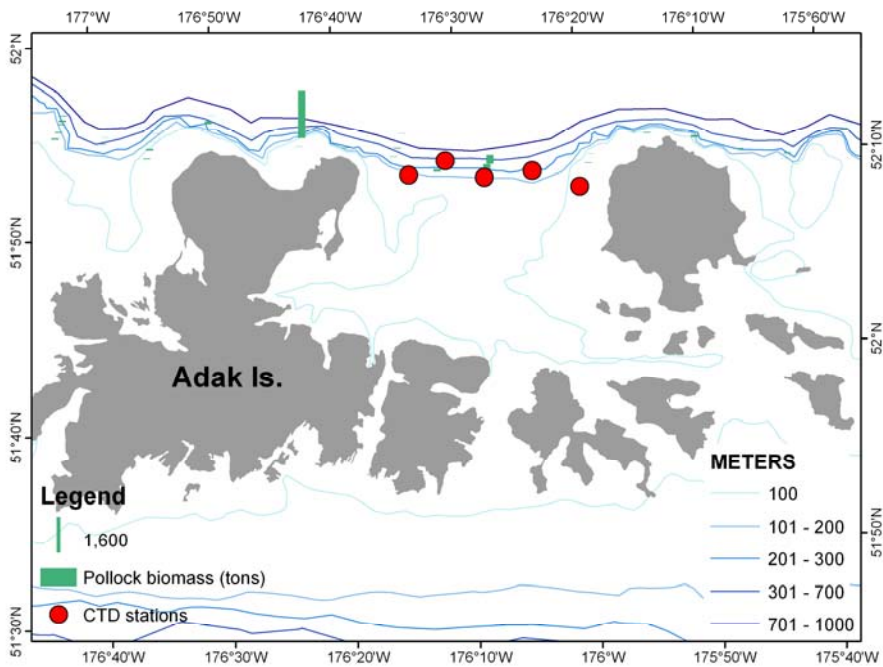 177°W 176°50'W 176°40'W 176°30'W 176°20'W 176°10'W 175°60'W
52°N
52°10'N
51°50'N
52°N
Adak Is.
51°40'N
METERS
100
101 - 200
201 - 300
301 - 700
701 - 1000
Legend
1,600
Pollock biomass (tons)
CTD stations
51°50'N
51°30'N
176°40'W 176°30'W 176°20'W 176°10'W 176°W 175°50'W 175°40'W